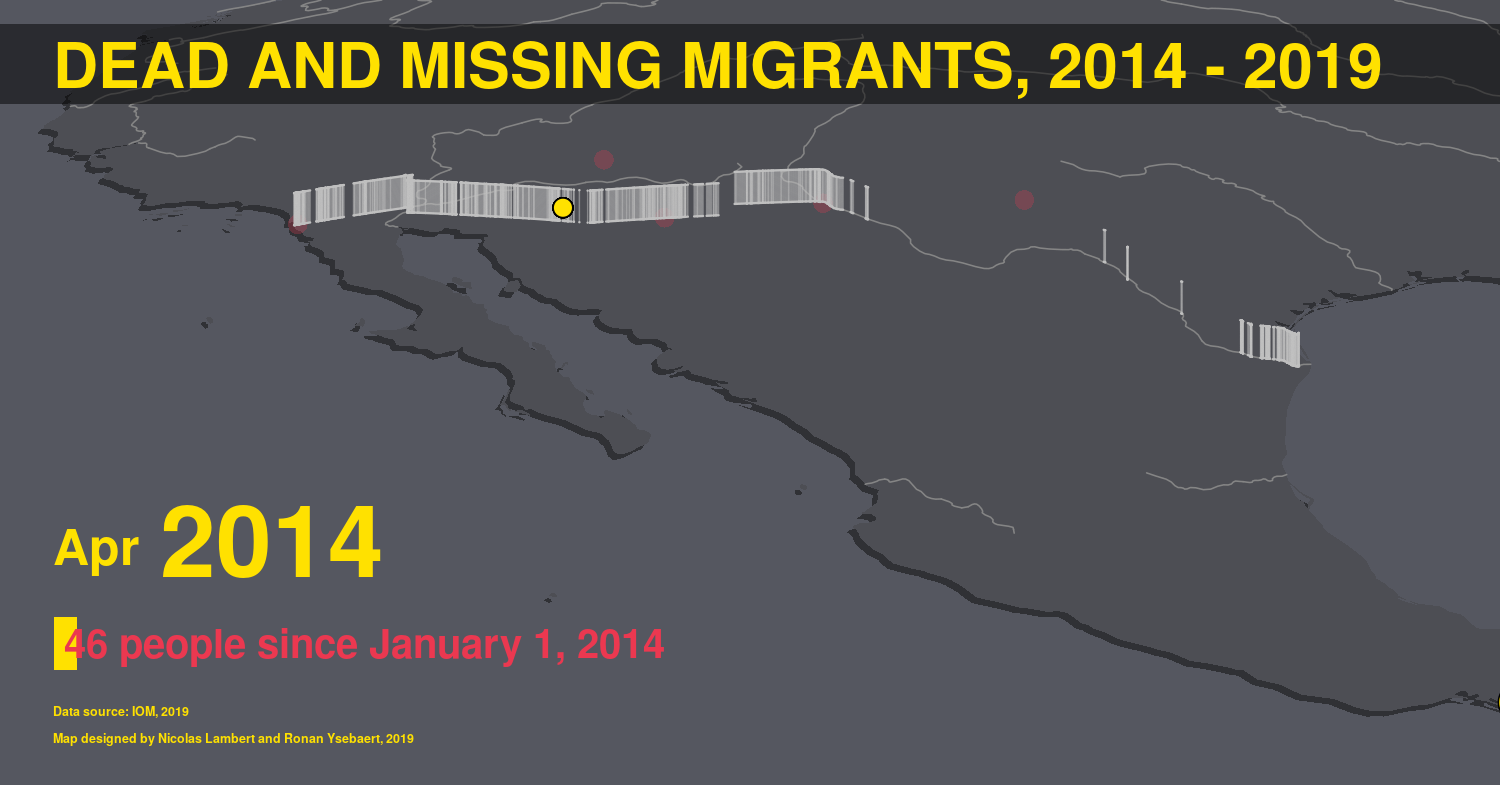 DEAD AND MISSING MIGRANTS, 2014 - 2019
Apr 2014
46 people since January 1, 2014
Data source: IOM, 2019
Map designed by Nicolas Lambert and Ronan Ysebaert, 2019